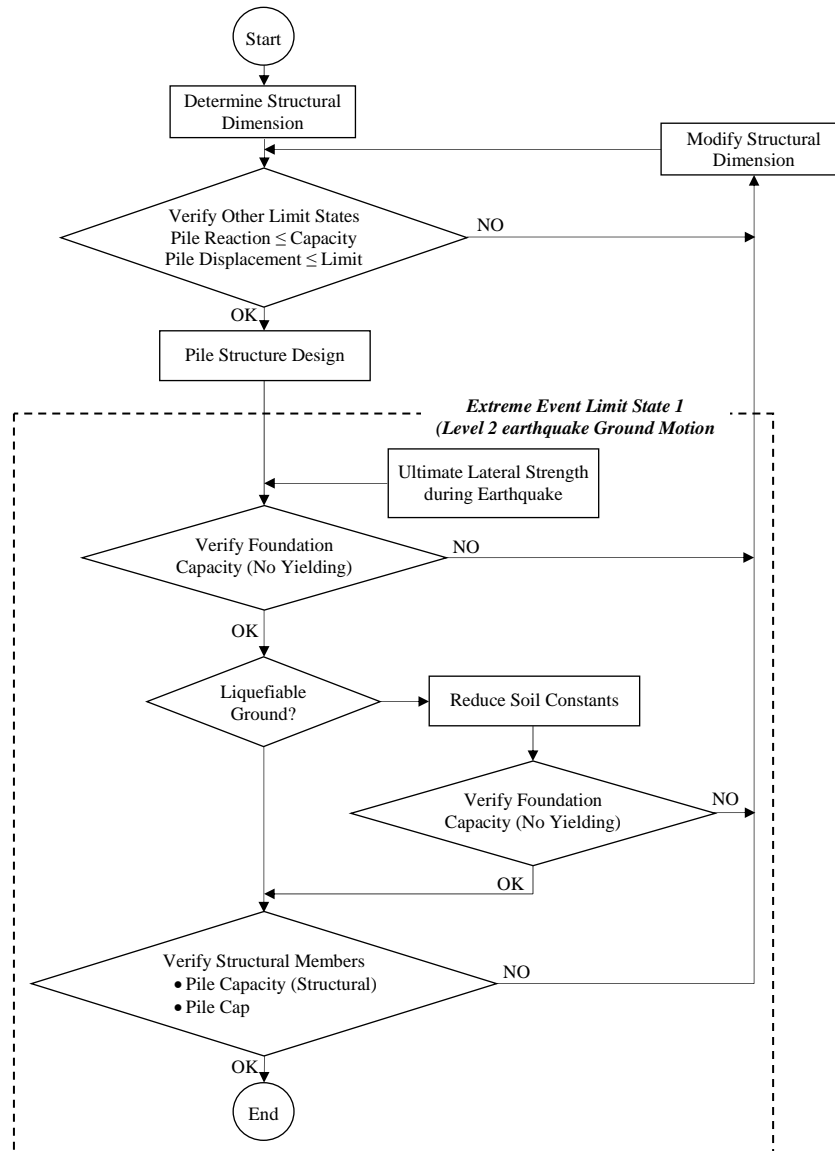 Start
Determine Structural
Dimension
Modify Structural
Dimension
Verify Other Limit States
Pile Reaction ≤ Capacity
Pile Displacement ≤ Limit
NO
OK
Pile Structure Design
Extreme Event Limit State 1
(Level 2 earthquake Ground Motion
Ultimate Lateral Strength
during Earthquake
Verify Foundation
Capacity (No Yielding)
NO
OK
Liquefiable
Ground?
Reduce Soil Constants
Verify Foundation
Capacity (No Yielding)
NO
OK
Verify Structural Members
• Pile Capacity (Structural)
• Pile Cap
NO
OK
End